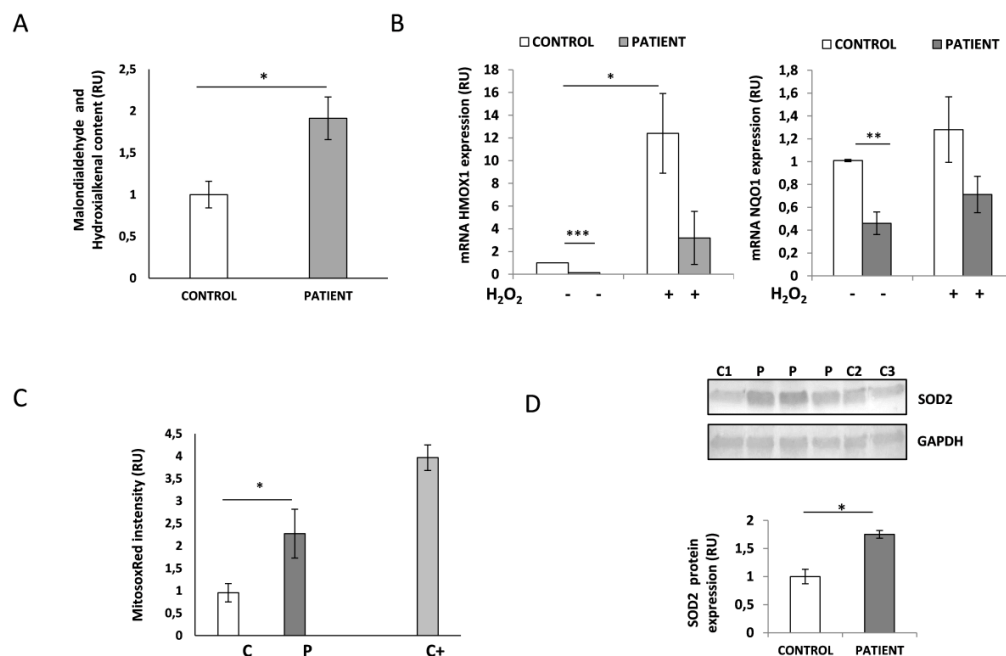 A
Malondialdehyde and
Hydroxialkenal content (RU)
2,5
2
1,5
1
0,5
0
*
CONTROL PATIENT
B
CONTROL PATIENT
mRNA HMOX1 expression (RU)
18
16
14
12
10
8
6
4
2
0
*
***
H2O2 - - + +
CONTROL PATIENT
mRNA NQO1 expression (RU)
1,8
1,6
1,4
1,2
1
0,8
0,6
0,4
0,2
0
**
H2O2 - - + +
C
MitosoxRed instensity (RU)
4,5
4
3,5
3
2,5
2
1,5
1
0,5
0
*
C P C+
D
C1 P P P C2 C3
SOD2
GAPDH
SOD2 protein
expression (RU)
2
1,5
1
0,5
0
*
CONTROL PATIENT